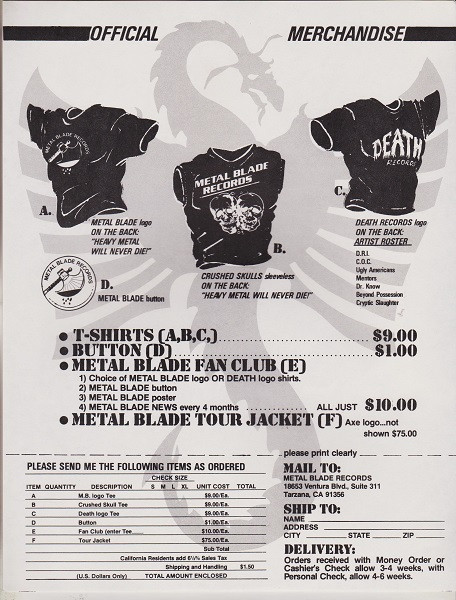 OFFICIAL MERCHANDISE
METAL BLADE RECORDS
METAL BLADE
RECORDS
DEATH
RECORDS
A.
METAL BLADE logo
ON THE BACK:
"HEAVY METAL
WILL NEVER DIE!"
B.
CRUSHED SKULLS sleeveless
ON THE BACK:
"HEAVY METAL WILL NEVER DIE!"
C.
DEATH RECORDS logo
ON THE BACK:
ARTIST ROSTER
D.R.I.
C.O.C.
Ugly Americans
Mentors
Dr. Know
Beyond Possession
Cryptic Slaughter
METAL BLADE RECORDS
D.
METAL BLADE button
● T-SHIRTS (A,B,C,)..................$9.00
● BUTTON (D)..................$1.00
● METAL BLADE FAN CLUB (E)
1) Choice of METAL BLADE logo OR DEATH logo shirts.
2) METAL BLADE button
3) METAL BLADE poster
4) METAL BLADE NEWS every 4 months .............. ALL JUST $10.00
● METAL BLADE TOUR JACKET (F) Axe logo...not
shown $75.00
please print clearly
PLEASE SEND ME THE FOLLOWING ITEMS AS ORDERED
CHECK SIZE
ITEM QUANTITY DESCRIPTION S M L XL UNIT COST TOTAL
A M.B. logo Tee $9.00/Ea.
B Crushed Skull Tee $9.00/Ea.
C Death logo Tee $9.00/Ea.
D Button $1.00/Ea.
E Fan Club (enter Tee____ $10.00/Ea.
F Tour Jacket $75.00/Ea.
Sub Total
California Residents add 6½% Sales Tax
Shipping and Handling $1.50
(U.S. Dollars Only) TOTAL AMOUNT ENCLOSED
MAIL TO:
METAL BLADE RECORDS
18653 Ventura Blvd., Suite 311
Tarzana, CA 91356
SHIP TO:
NAME
ADDRESS
CITY STATE ZIP
DELIVERY:
Orders received with Money Order or
Cashier's Check allow 3-4 weeks, with
Personal Check, allow 4-6 weeks.